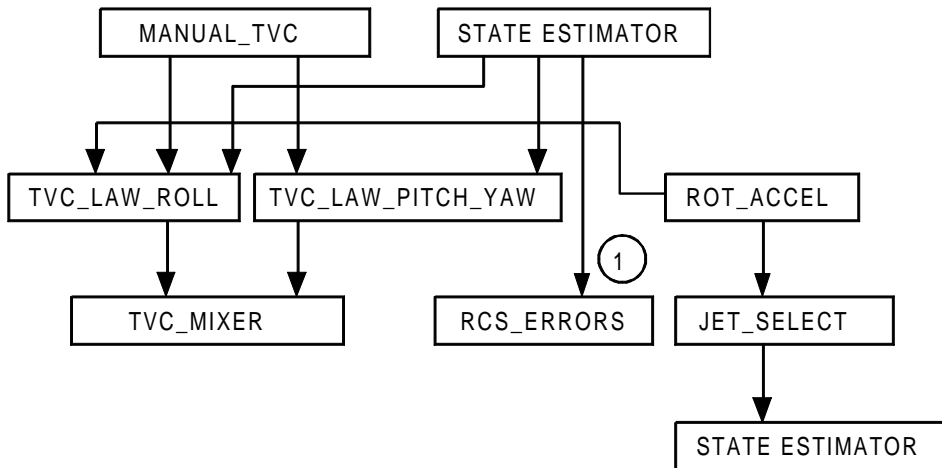 MANUAL_TVC
STATE ESTIMATOR
TVC_LAW_ROLL
TVC_LAW_PITCH_YAW
ROT_ACCEL
1
TVC_MIXER
RCS_ERRORS
JET_SELECT
STATE ESTIMATOR